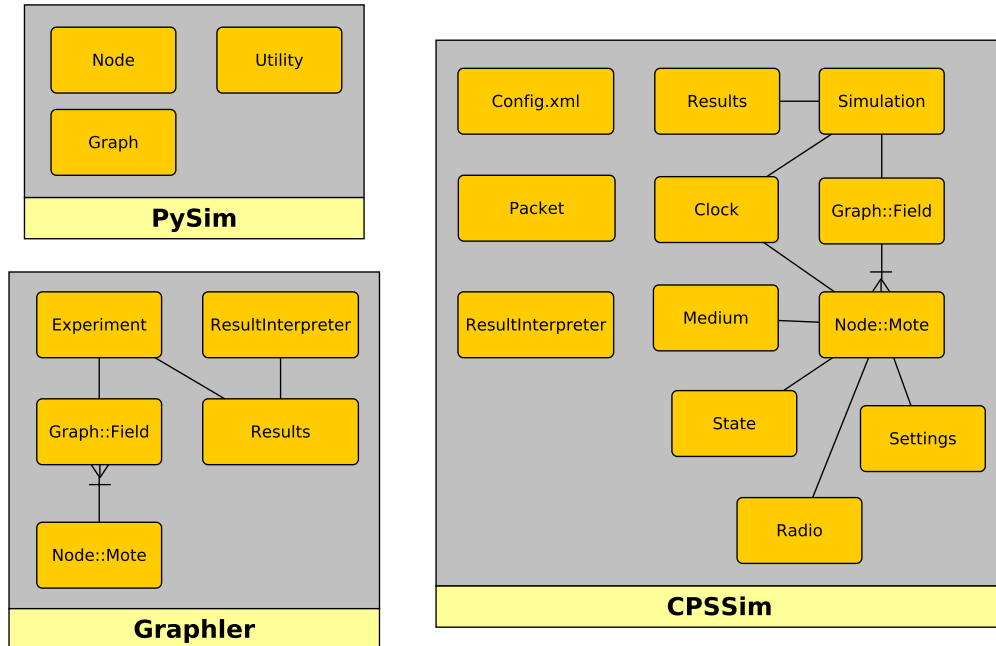 Node
Utility
Graph
PySim
Experiment
ResultInterpreter
Graph::Field
Results
Node::Mote
Graphler
Config.xml
Results
Simulation
Packet
Clock
Graph::Field
ResultInterpreter
Medium
Node::Mote
State
Settings
Radio
CPSSim